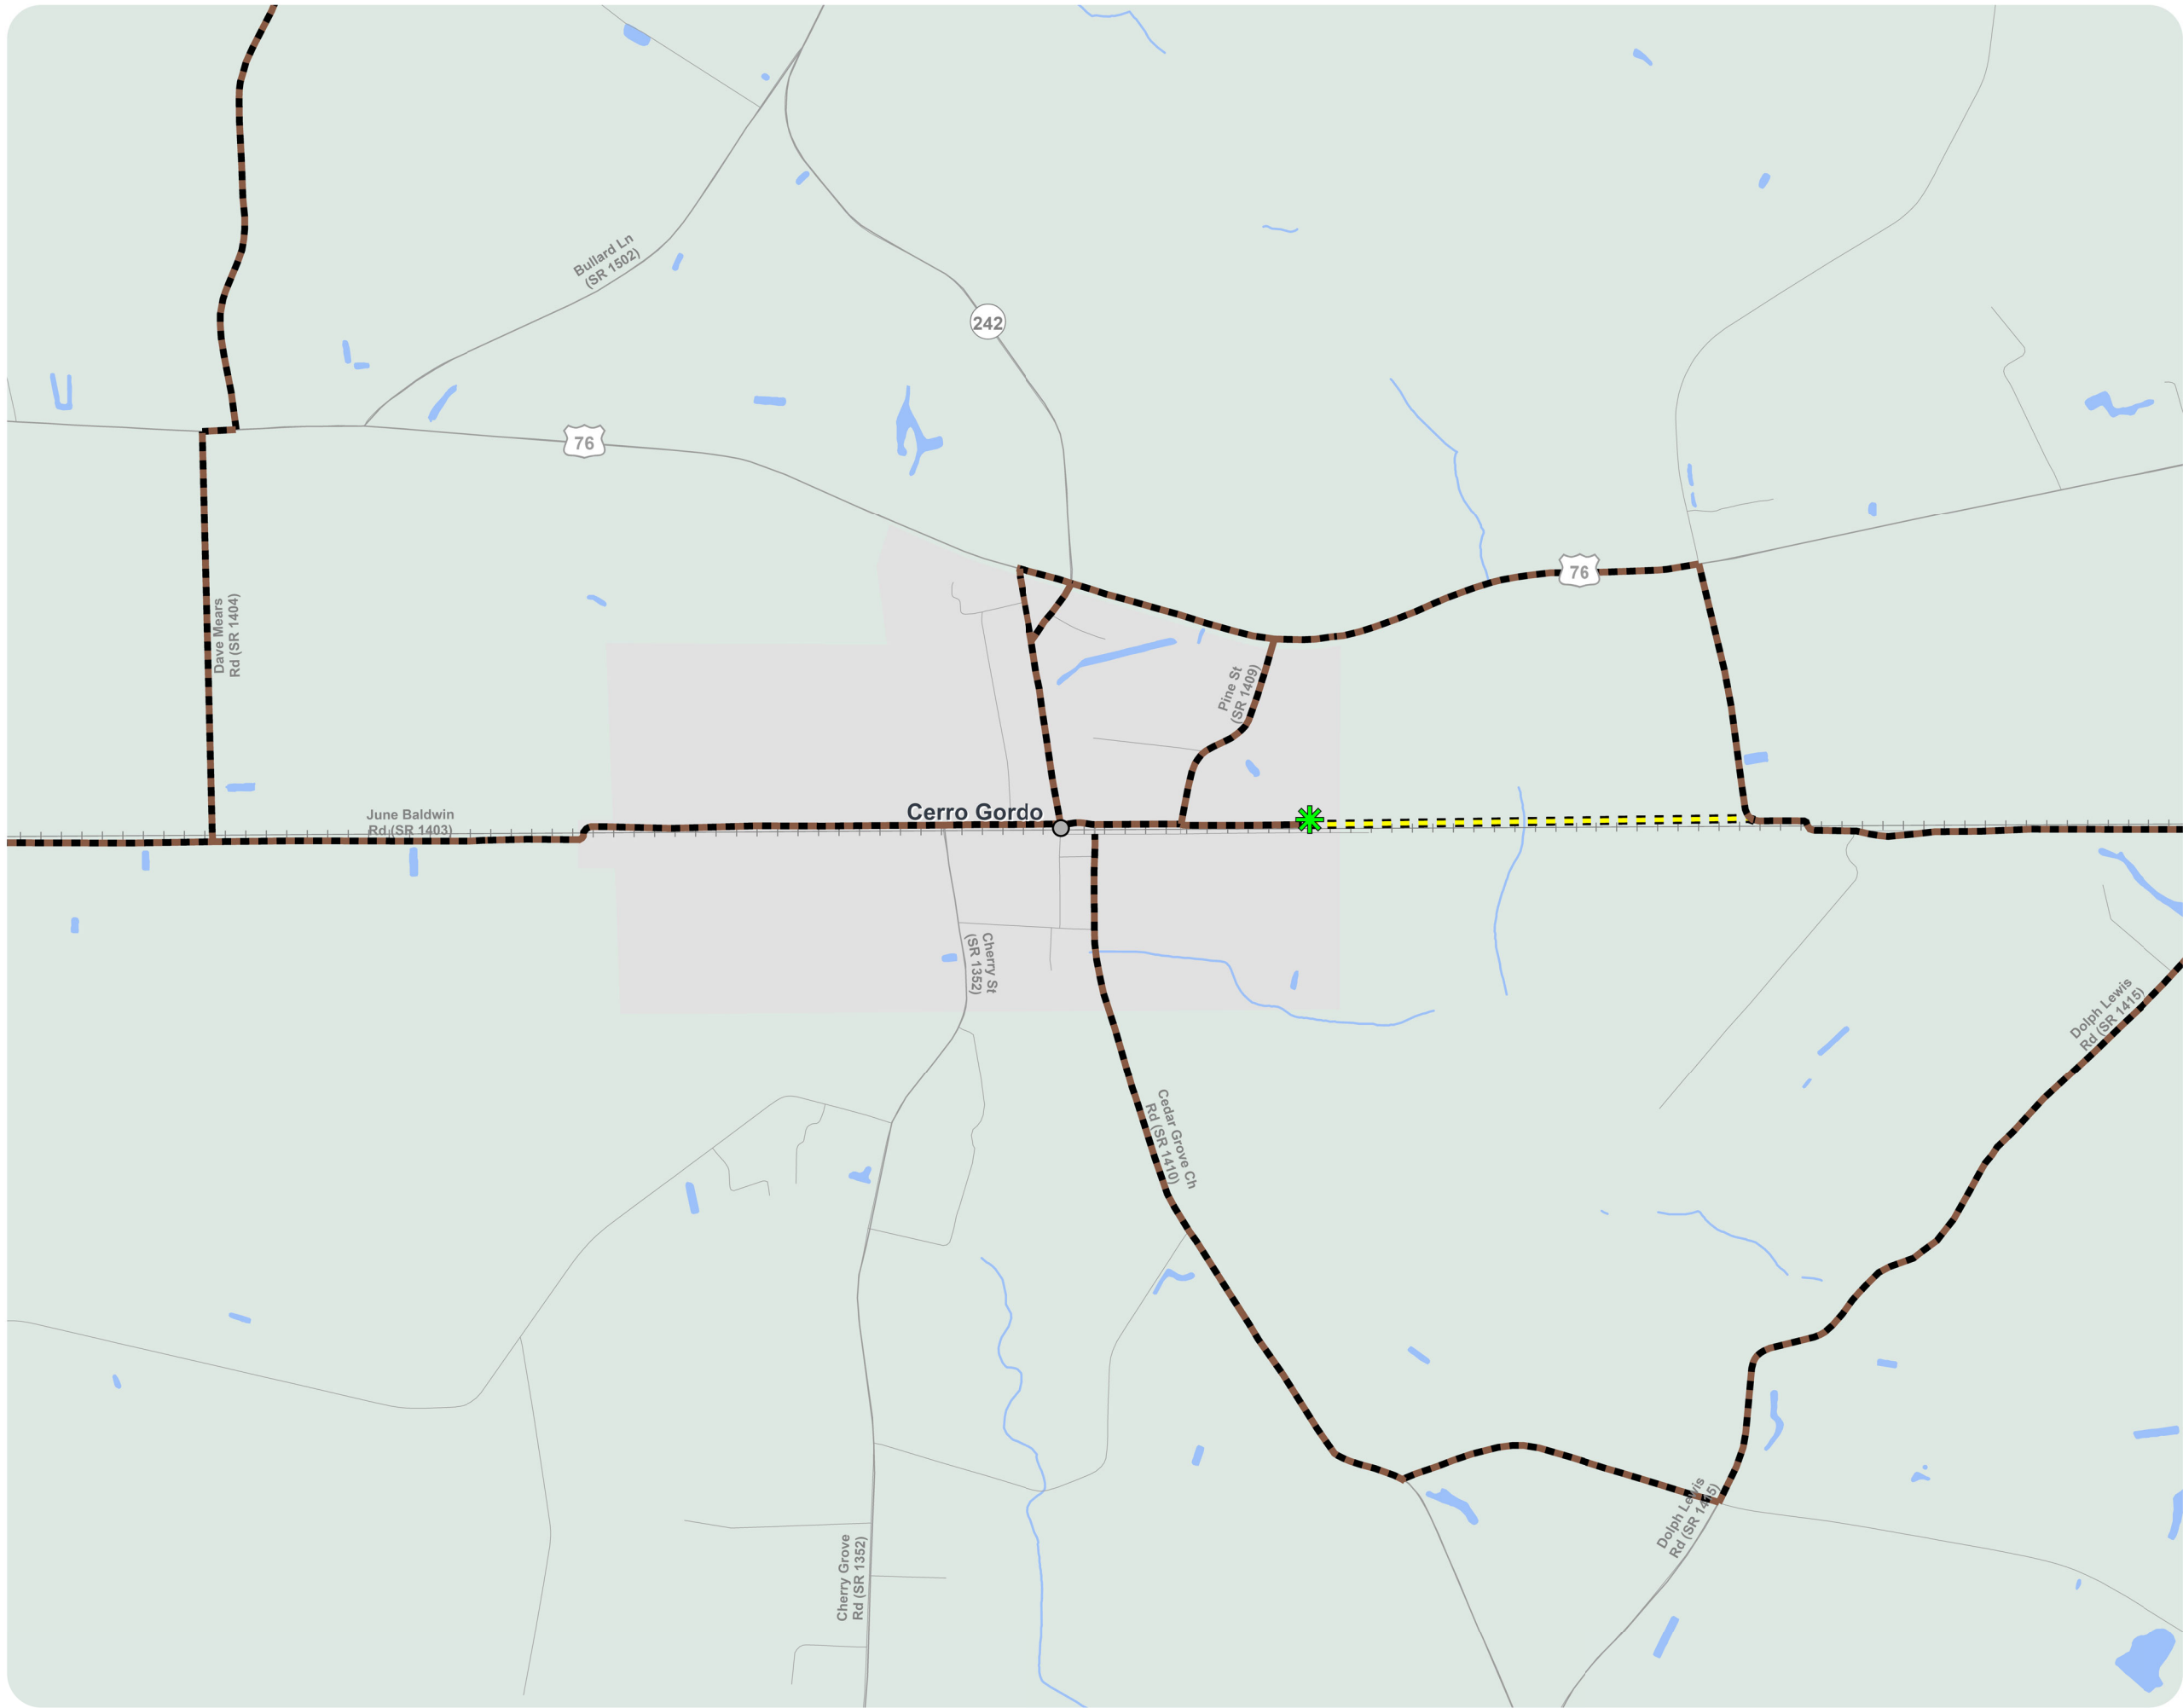 Bullard Ln
(SR 1502)
242
76
76
Dave Mears
Rd (SR 1404)
Pine St
(SR 1409)
June Baldwin
Rd (SR 1403)
Cerro Gordo
Cherry St
(SR 1352)
Dolph Lewis
Rd (SR 1415)
Cedar Grove Ch
Rd (SR 1410)
Dolph Lewis
Rd (SR 1415)
Cherry Grove
Rd (SR 1352)